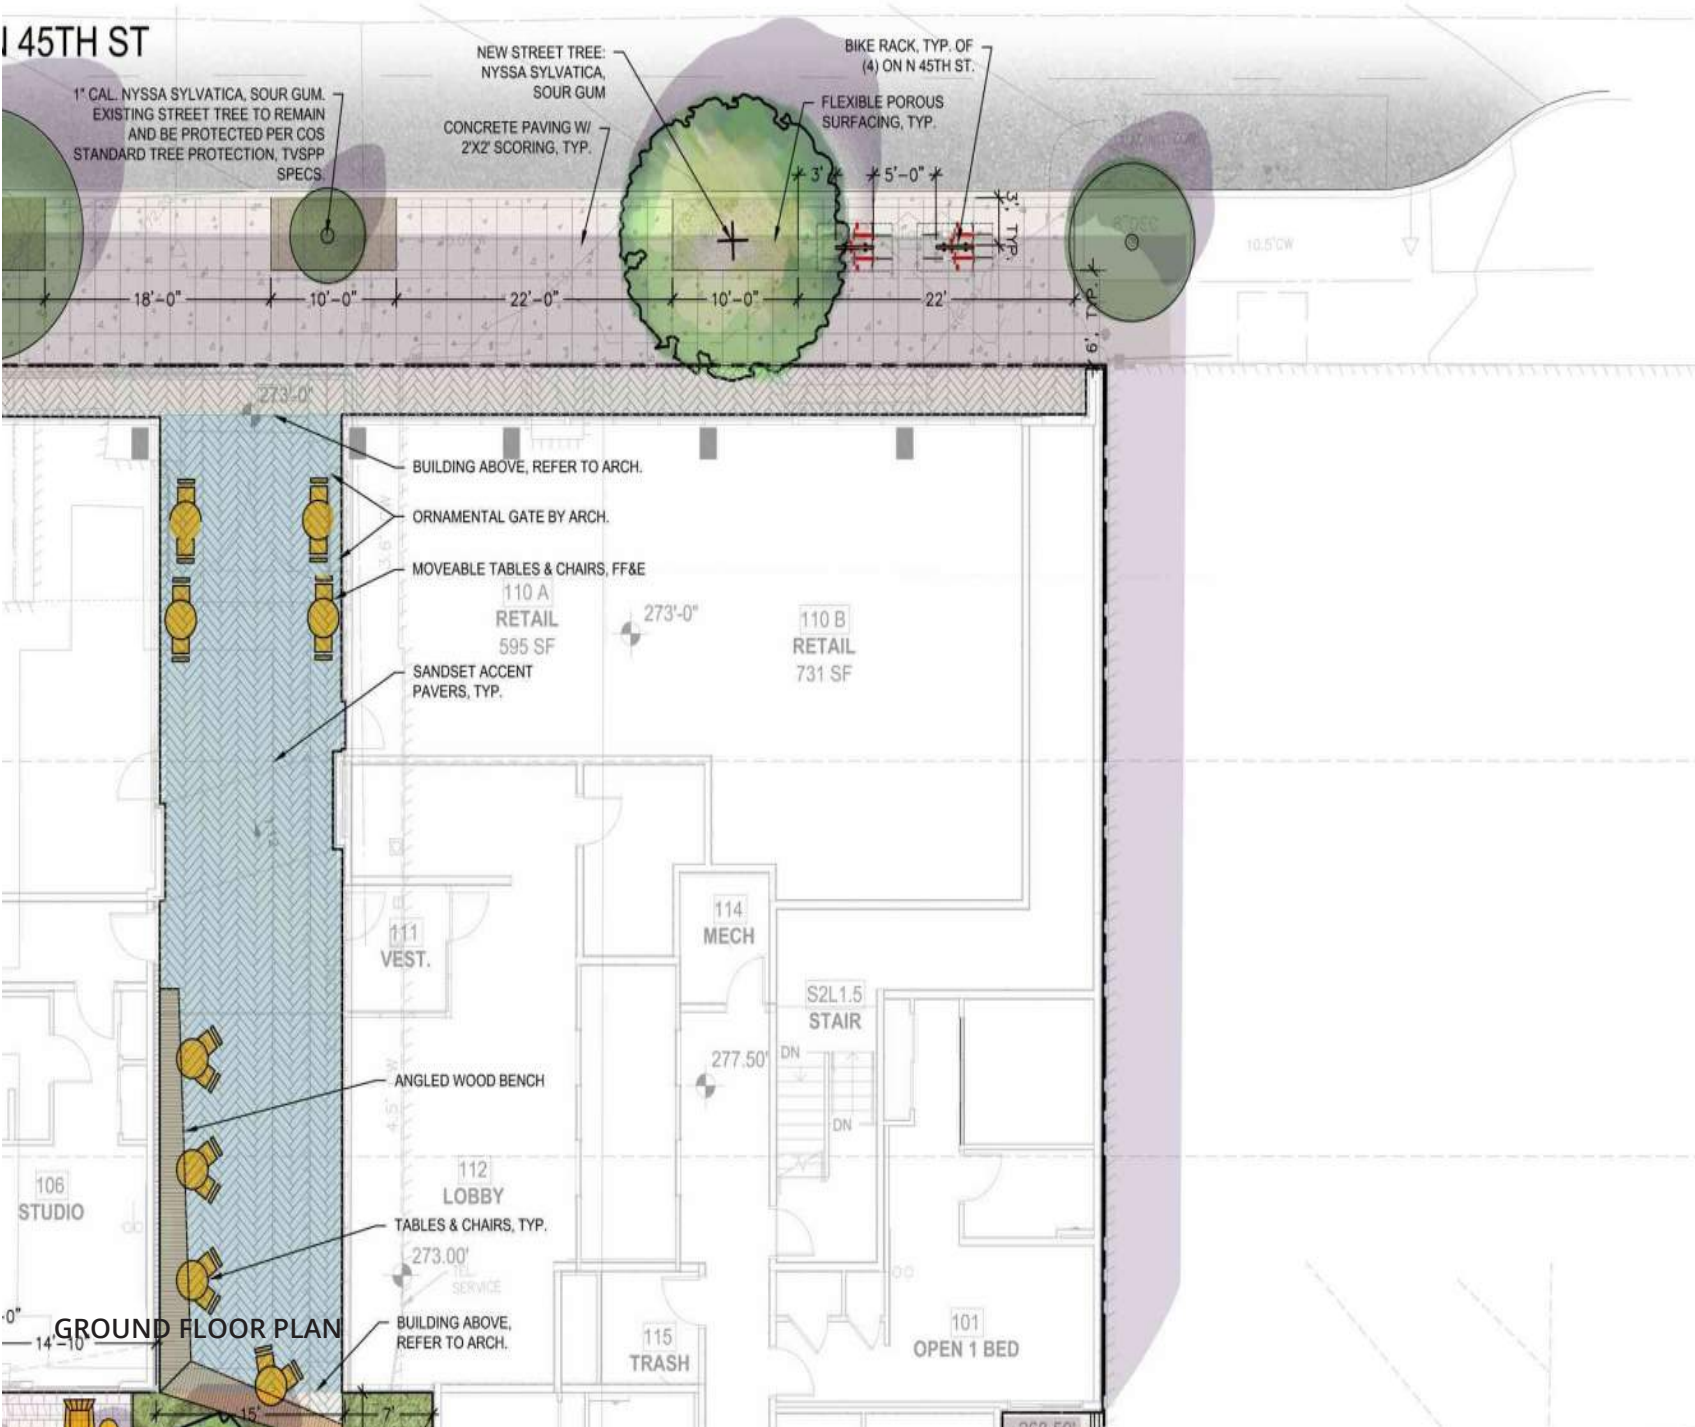 N 45TH ST
1" CAL. NYSSA SYLVATICA, SOUR GUM.
EXISTING STREET TREE TO REMAIN
AND BE PROTECTED PER COS
STANDARD TREE PROTECTION, TVSPP
SPECS.
NEW STREET TREE:
NYSSA SYLVATICA,
SOUR GUM
CONCRETE PAVING W/
2'X2' SCORING, TYP.
BIKE RACK, TYP. OF
(4) ON N 45TH ST.
FLEXIBLE POROUS
SURFACING, TYP.
3'
5'-0"
3', TYP.
10.5'CW
18'-0"
10'-0"
22'-0"
10'-0"
22'
6', TYP.
273'-0"
BUILDING ABOVE, REFER TO ARCH.
ORNAMENTAL GATE BY ARCH.
MOVEABLE TABLES & CHAIRS, FF&E
110 A
RETAIL
595 SF
273'-0"
110 B
RETAIL
731 SF
SANDSET ACCENT
PAVERS, TYP.
111
VEST.
114
MECH
S2L1.5
STAIR
277.50'
DN
DN
ANGLED WOOD BENCH
106
STUDIO
112
LOBBY
TABLES & CHAIRS, TYP.
273.00'
TEL.
SERVICE
GROUND FLOOR PLAN
14'-10"
BUILDING ABOVE,
REFER TO ARCH.
115
TRASH
101
OPEN 1 BED
15'
7'